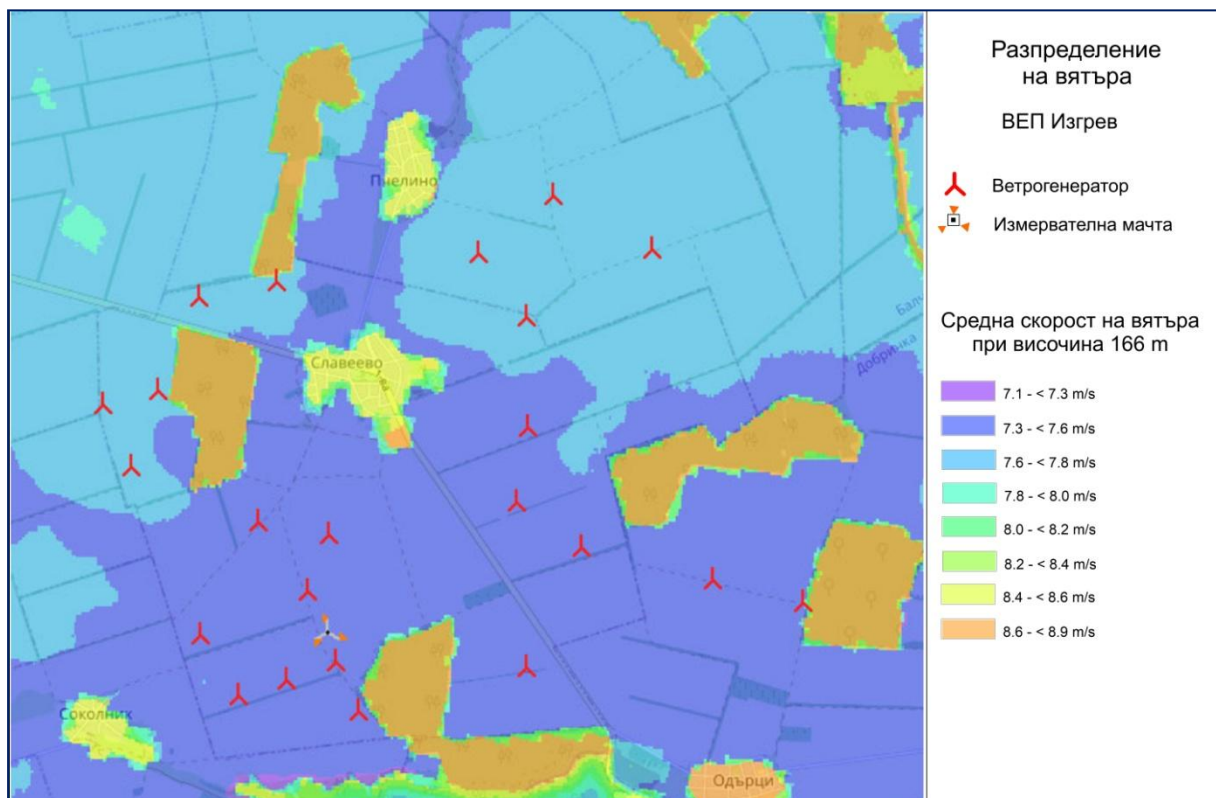 Разпределение
на вятъра
ВЕП Изгрев
Ветрогенератор
Измервателна мачта
Средна скорост на вятъра
при височина 166 m
7.1 - < 7.3 m/s
7.3 - < 7.6 m/s
7.6 - < 7.8 m/s
7.8 - < 8.0 m/s
8.0 - < 8.2 m/s
8.2 - < 8.4 m/s
8.4 - < 8.6 m/s
8.6 - < 8.9 m/s
Пчелино
Славеево
Добричка
Соколник
Одърци